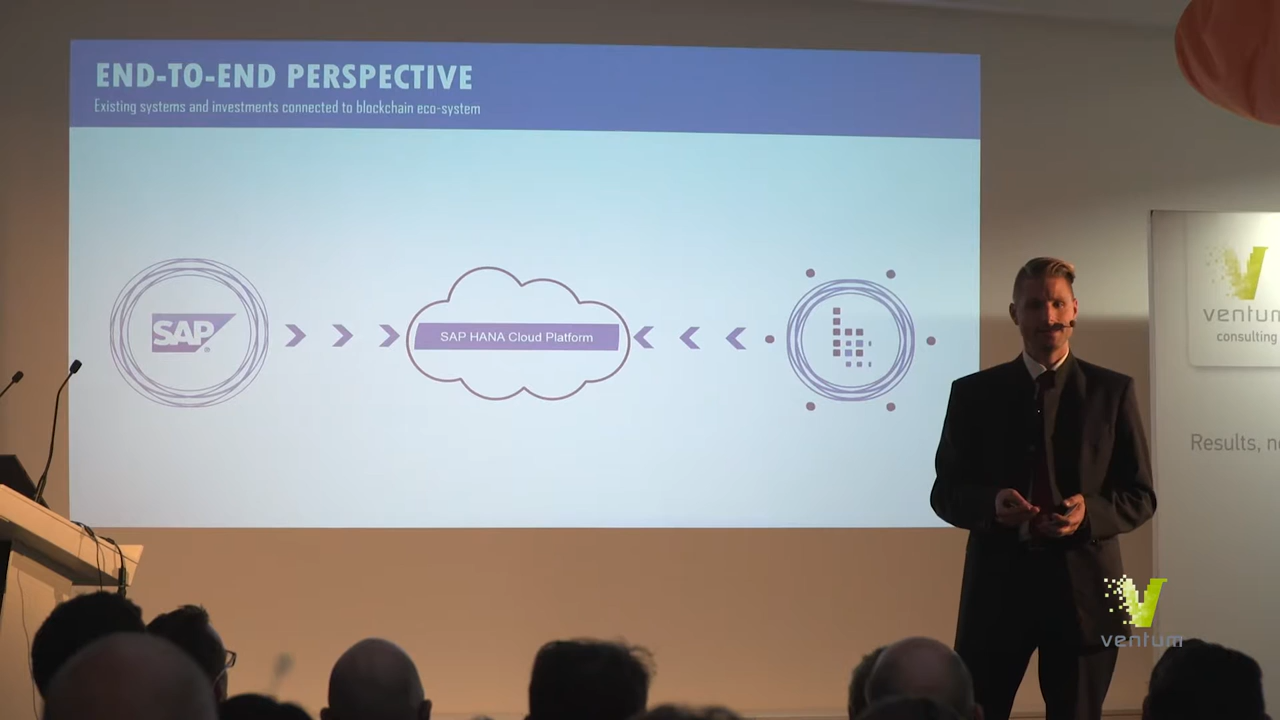 END-TO-END PERSPECTIVE
Existing systems and investments connected to blockchain eco-system
SAP
SAP HANA Cloud Platform
ventum
consulting
Results,
ventum